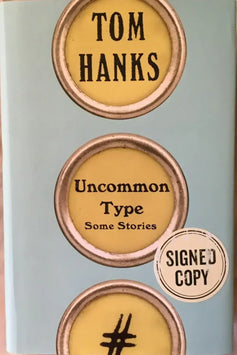 TOM
HANKS
Uncommon
Type
Some Stories
SIGNED
COPY
#